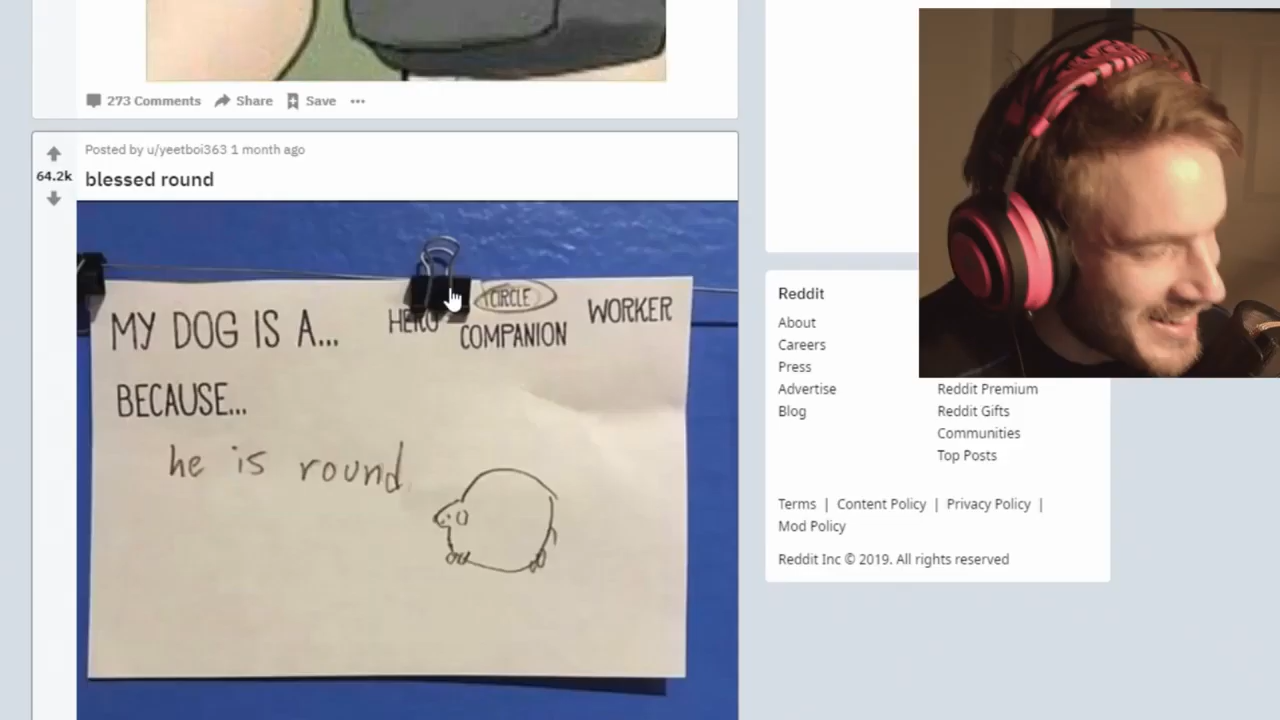 273 Comments Share Save
Posted by u/yeetboi363 1 month ago
64.2k
blessed round
MY DOG IS A...
HERO
(CIRCLE
COMPANION
WORKER
BECAUSE...
he is round
Reddit
About
Careers
Press
Advertise
Blog
Reddit Premium
Reddit Gifts
Communities
Top Posts
Terms | Content Policy | Privacy Policy |
Mod Policy
Reddit Inc © 2019. All rights reserved